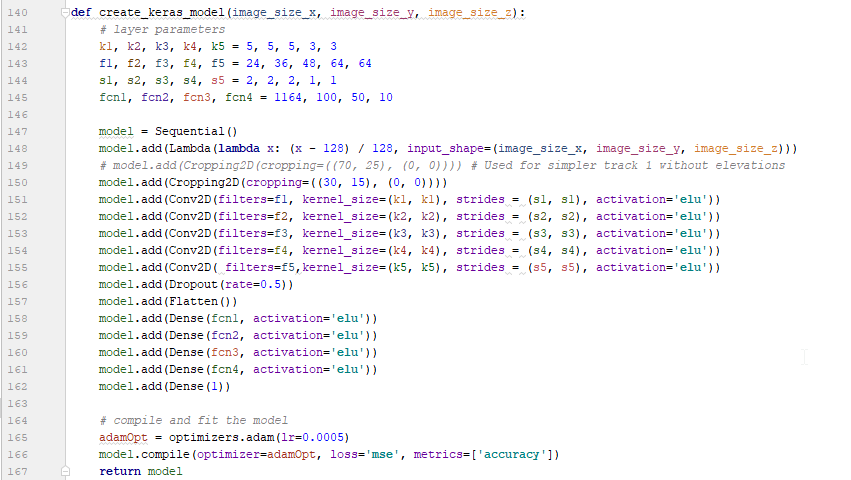 140 def create_keras_model(image_size_x, image_size_y, image_size_z):
141     # layer parameters
142     k1, k2, k3, k4, k5 = 5, 5, 5, 3, 3
143     f1, f2, f3, f4, f5 = 24, 36, 48, 64, 64
144     s1, s2, s3, s4, s5 = 2, 2, 2, 1, 1
145     fcn1, fcn2, fcn3, fcn4 = 1164, 100, 50, 10
146
147     model = Sequential()
148     model.add(Lambda(lambda x: (x - 128) / 128, input_shape=(image_size_x, image_size_y, image_size_z)))
149     # model.add(Cropping2D(cropping=((70, 25), (0, 0)))) # Used for simpler track 1 without elevations
150     model.add(Cropping2D(cropping=((30, 15), (0, 0))))
151     model.add(Conv2D(filters=f1, kernel_size=(k1, k1), strides = (s1, s1), activation='elu'))
152     model.add(Conv2D(filters=f2, kernel_size=(k2, k2), strides = (s2, s2), activation='elu'))
153     model.add(Conv2D(filters=f3, kernel_size=(k3, k3), strides = (s3, s3), activation='elu'))
154     model.add(Conv2D(filters=f4, kernel_size=(k4, k4), strides = (s4, s4), activation='elu'))
155     model.add(Conv2D( filters=f5,kernel_size=(k5, k5), strides = (s5, s5), activation='elu'))
156     model.add(Dropout(rate=0.5))
157     model.add(Flatten())
158     model.add(Dense(fcn1, activation='elu'))
159     model.add(Dense(fcn2, activation='elu'))
160     model.add(Dense(fcn3, activation='elu'))
161     model.add(Dense(fcn4, activation='elu'))
162     model.add(Dense(1))
163
164     # compile and fit the model
165     adamOpt = optimizers.adam(lr=0.0005)
166     model.compile(optimizer=adamOpt, loss='mse', metrics=['accuracy'])
167     return model